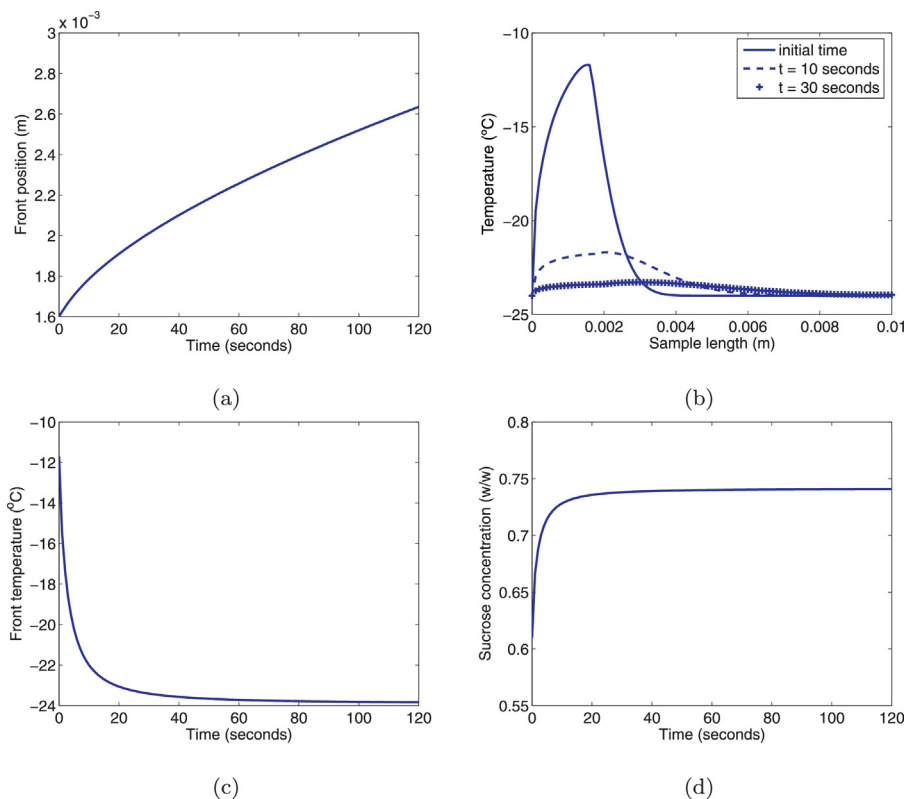 x 10⁻³
3
2.8
2.6
2.4
2.2
2
1.8
1.6
Front position (m)
0 20 40 60 80 100 120
Time (seconds)
(a)
−10
−15
−20
−25
Temperature (°C)
initial time
t = 10 seconds
t = 30 seconds
0 0.002 0.004 0.006 0.008 0.01
Sample length (m)
(b)
−10
−12
−14
−16
−18
−20
−22
−24
Front temperature (°C)
0 20 40 60 80 100 120
Time (seconds)
(c)
0.8
0.75
0.7
0.65
0.6
0.55
Sucrose concentration (w/w)
0 20 40 60 80 100 120
Time (seconds)
(d)